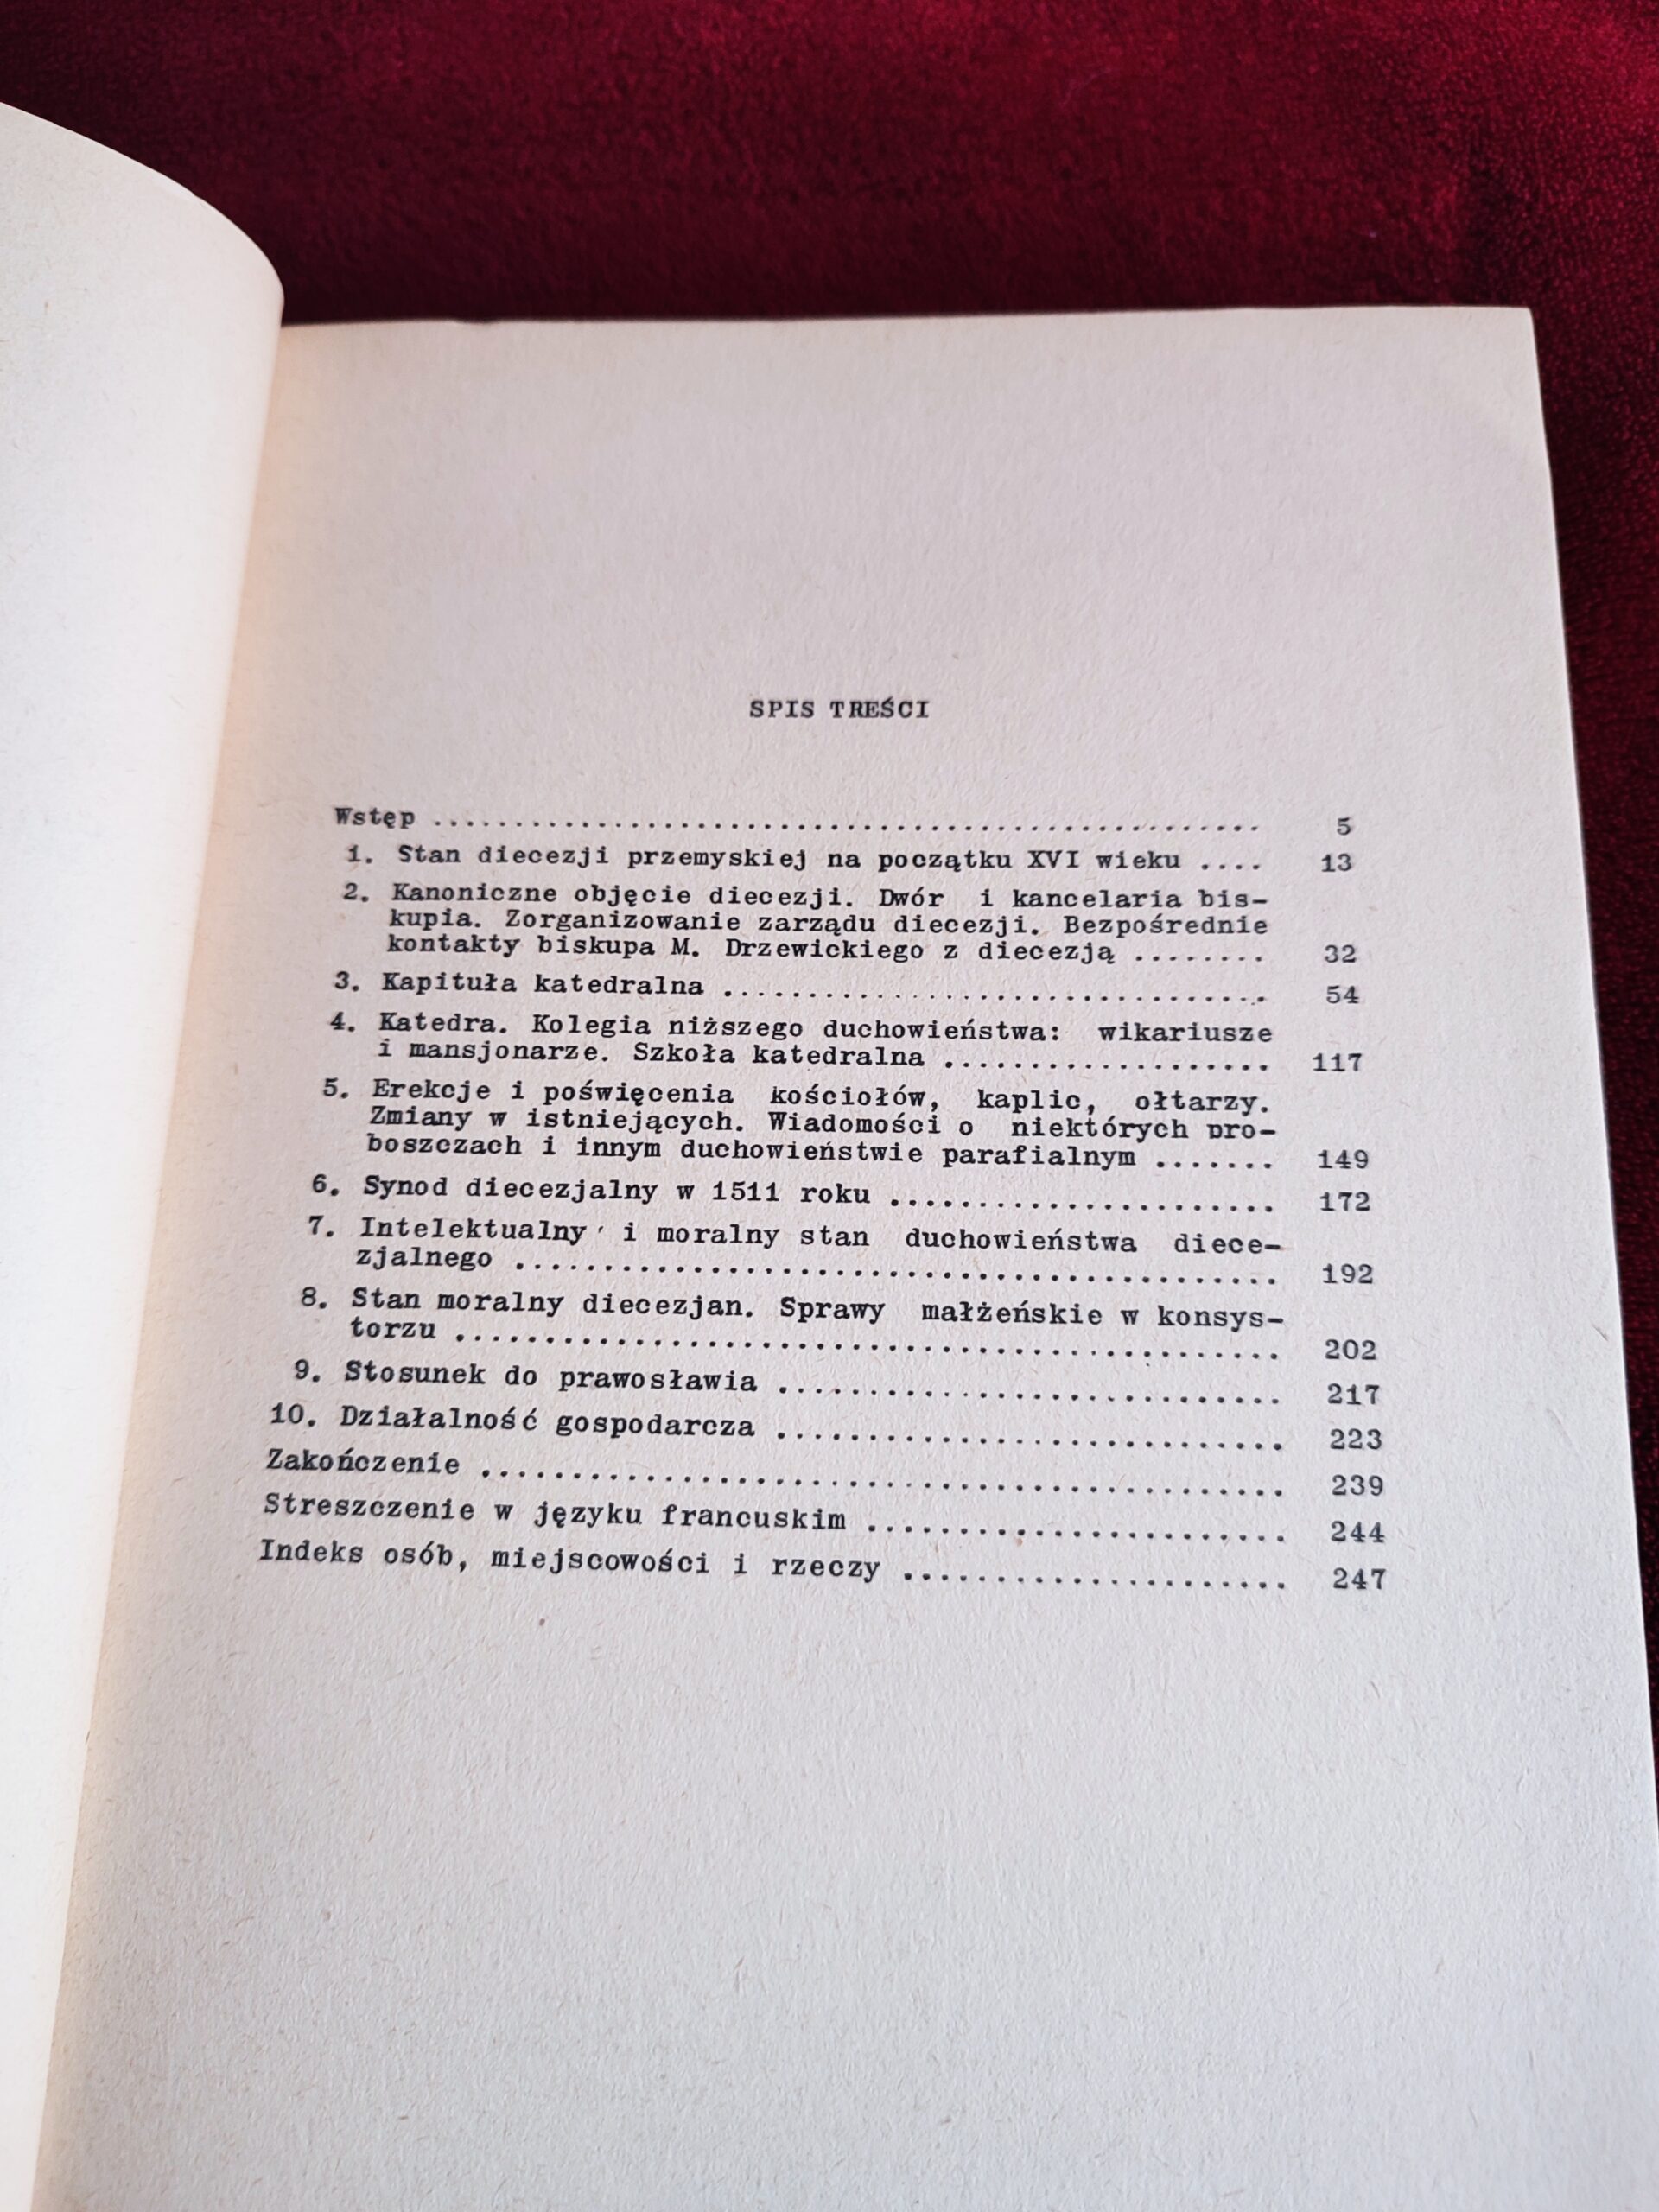 SPIS TREŚCI
Wstęp .................................................... 5
1. Stan diecezji przemyskiej na początku XVI wieku .... 13
2. Kanoniczne objęcie diecezji. Dwór i kancelaria bis-
kupia. Zorganizowanie zarządu diecezji. Bezpośrednie
kontakty biskupa M. Drzewickiego z diecezją ........ 32
3. Kapituła katedralna ................................ 54
4. Katedra. Kolegia niższego duchowieństwa: wikariusze
i mansjonarze. Szkoła katedralna .................... 117
5. Erekcje i poświęcenia kościołów, kaplic, ołtarzy.
Zmiany w istniejących. Wiadomości o niektórych pro-
boszczach i innym duchowieństwie parafialnym ....... 149
6. Synod diecezjalny w 1511 roku ....................... 172
7. Intelektualny i moralny stan duchowieństwa diece-
zjalnego ............................................. 192
8. Stan moralny diecezjan. Sprawy małżeńskie w konsys-
torzu ................................................ 202
9. Stosunek do prawosławia ............................. 217
10. Działalność gospodarcza ............................ 223
Zakończenie ............................................. 239
Streszczenie w języku francuskim ........................ 244
Indeks osób, miejscowości i rzeczy ..................... 247